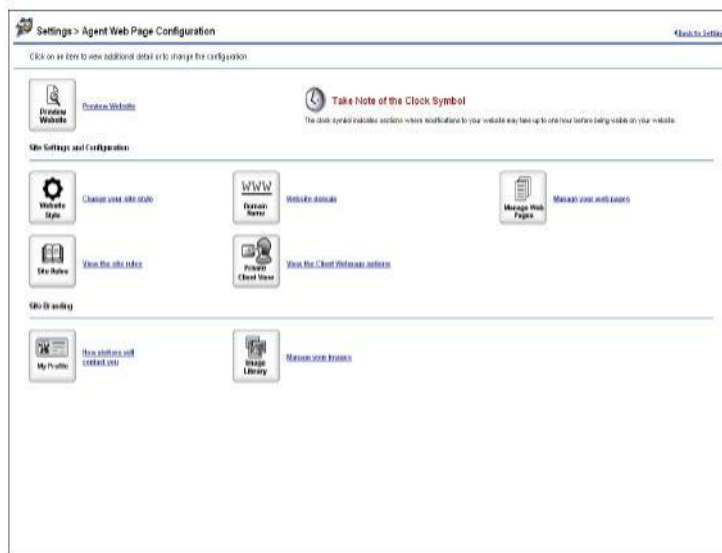 Settings > Agent Web Page Configuration
Back to Settin
Click on an item to view additional detail or to change the configuration.
Preview Website
Preview Website
Take Note of the Clock Symbol
The clock symbol indicates sections where modifications to your website may take up to one hour before being visible on your website.
Site Settings and Configuration
Website Style
Change your site style
WWW
Domain Name
Website domain
Manage Web Pages
Manage your web pages
Site Rules
View the site rules
Private Client View
View the Client Webpage options
Site Branding
My Profile
How visitors will
contact you
Image Library
Manage your images